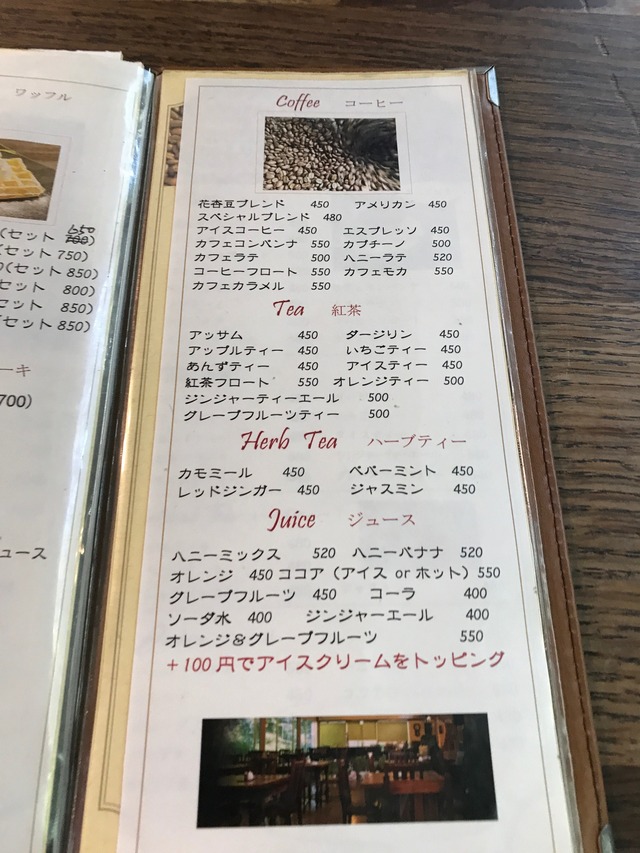 ワッフル
(セット 650 700)
(セット 750)
(セット 850)
セット 800)
セット 850)
(セット 850)
ーキ
700)
ュース
Coffee コーヒー
花杏豆ブレンド 450 アメリカン 450
スペシャルブレンド 480
アイスコーヒー 450 エスプレッソ 450
カフェコンパンナ 550 カプチーノ 500
カフェラテ 500 ハニーラテ 520
コーヒーフロート 550 カフェモカ 550
カフェカラメル 550
Tea 紅茶
アッサム 450 ダージリン 450
アップルティー 450 いちごティー 450
あんずティー 450 アイスティー 450
紅茶フロート 550 オレンジティー 500
ジンジャーティーエール 500
グレープフルーツティー 500
Herb Tea ハーブティー
カモミール 450 ペパーミント 450
レッドジンガー 450 ジャスミン 450
Juice ジュース
ハニーミックス 520 ハニーバナナ 520
オレンジ 450 ココア（アイス or ホット）550
グレープフルーツ 450 コーラ 400
ソーダ水 400 ジンジャーエール 400
オレンジ＆グレープフルーツ 550
＋100円でアイスクリームをトッピング